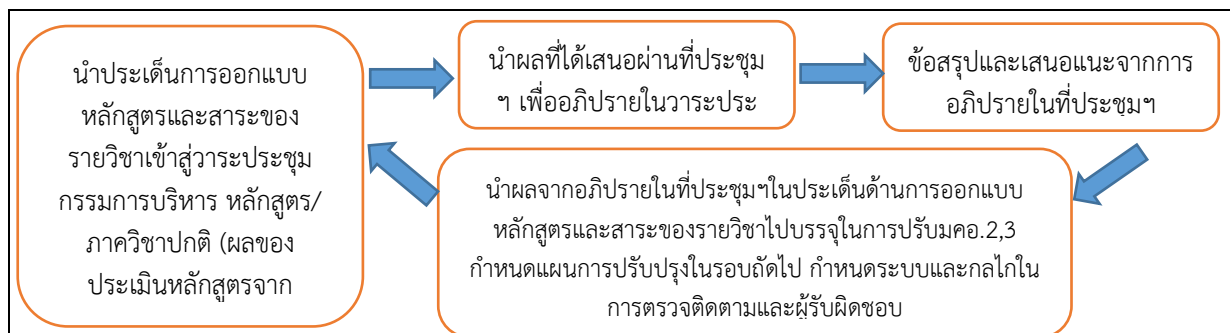 นำประเด็นการออกแบบ
หลักสูตรและสาระของ
รายวิชาเข้าสู่วาระประชุม
กรรมการบริหาร หลักสูตร/
ภาควิชาปกติ (ผลของ
ประเมินหลักสูตรจาก
นำผลที่ได้เสนอผ่านที่ประชุม
ฯ เพื่ออภิปรายในวาระประ
ข้อสรุปและเสนอแนะจากการ
อภิปรายในที่ประชุมฯ
นำผลจากอภิปรายในที่ประชุมฯในประเด็นด้านการออกแบบ
หลักสูตรและสาระของรายวิชาไปบรรจุในการปรับมคอ.2,3
กำหนดแผนการปรับปรุงในรอบถัดไป กำหนดระบบและกลไกใน
การตรวจติดตามและผู้รับผิดชอบ